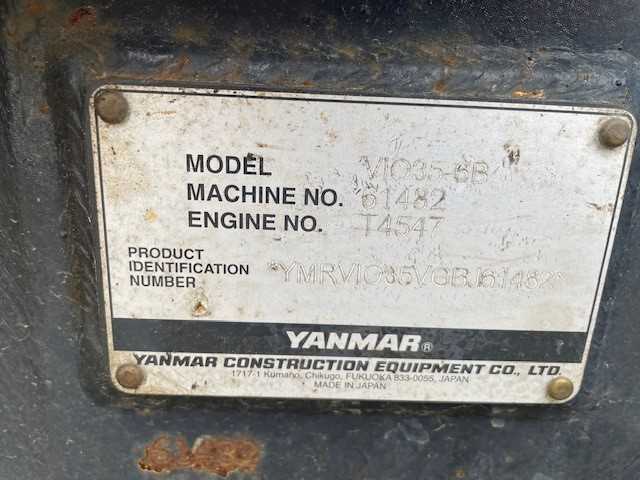 MODEL VIO35-6B
MACHINE NO. 61482
ENGINE NO. T4547
PRODUCT
IDENTIFICATION
NUMBER
*YMRVIO35VGBJ61482*
YANMAR®
YANMAR CONSTRUCTION EQUIPMENT CO., LTD.
1717-1 Kumano, Chikugo, FUKUOKA 833-0055, JAPAN
MADE IN JAPAN